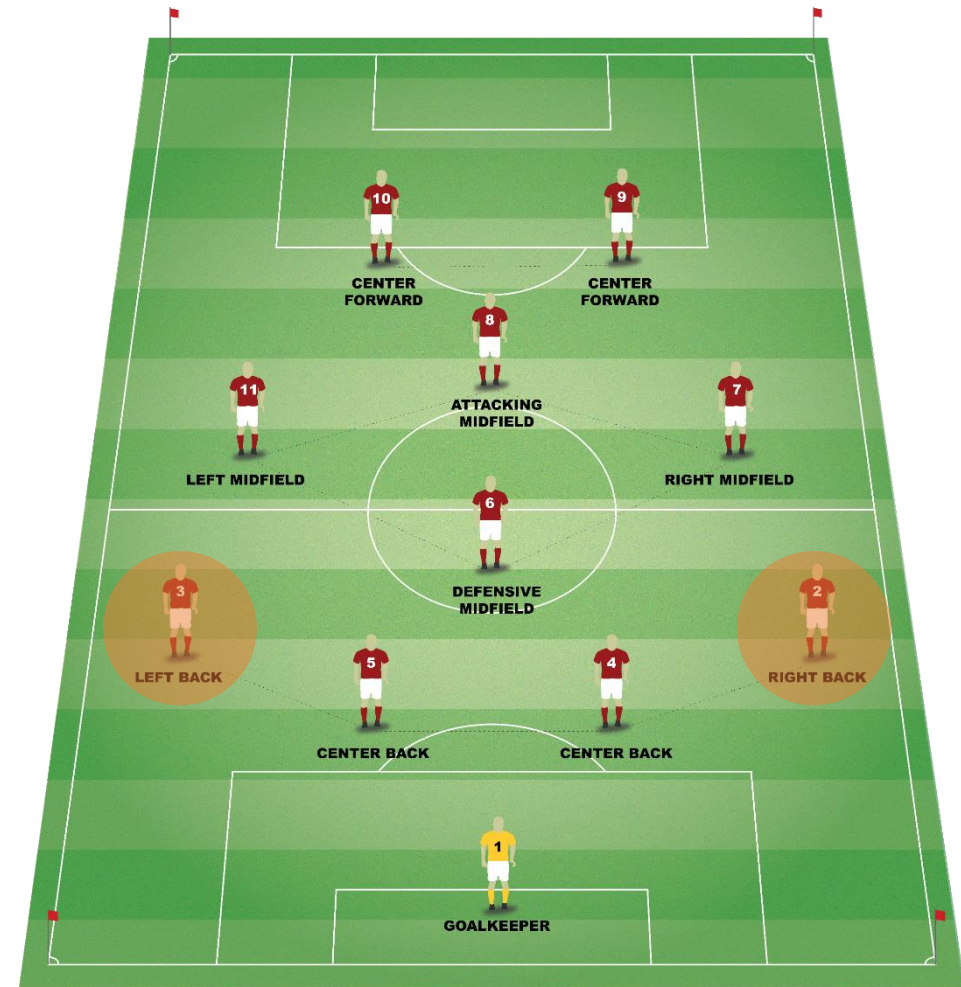 10
9
CENTER
FORWARD
CENTER
FORWARD
8
ATTACKING
MIDFIELD
11
7
LEFT MIDFIELD
RIGHT MIDFIELD
6
DEFENSIVE
MIDFIELD
3
2
LEFT BACK
RIGHT BACK
5
4
CENTER BACK
CENTER BACK
1
GOALKEEPER